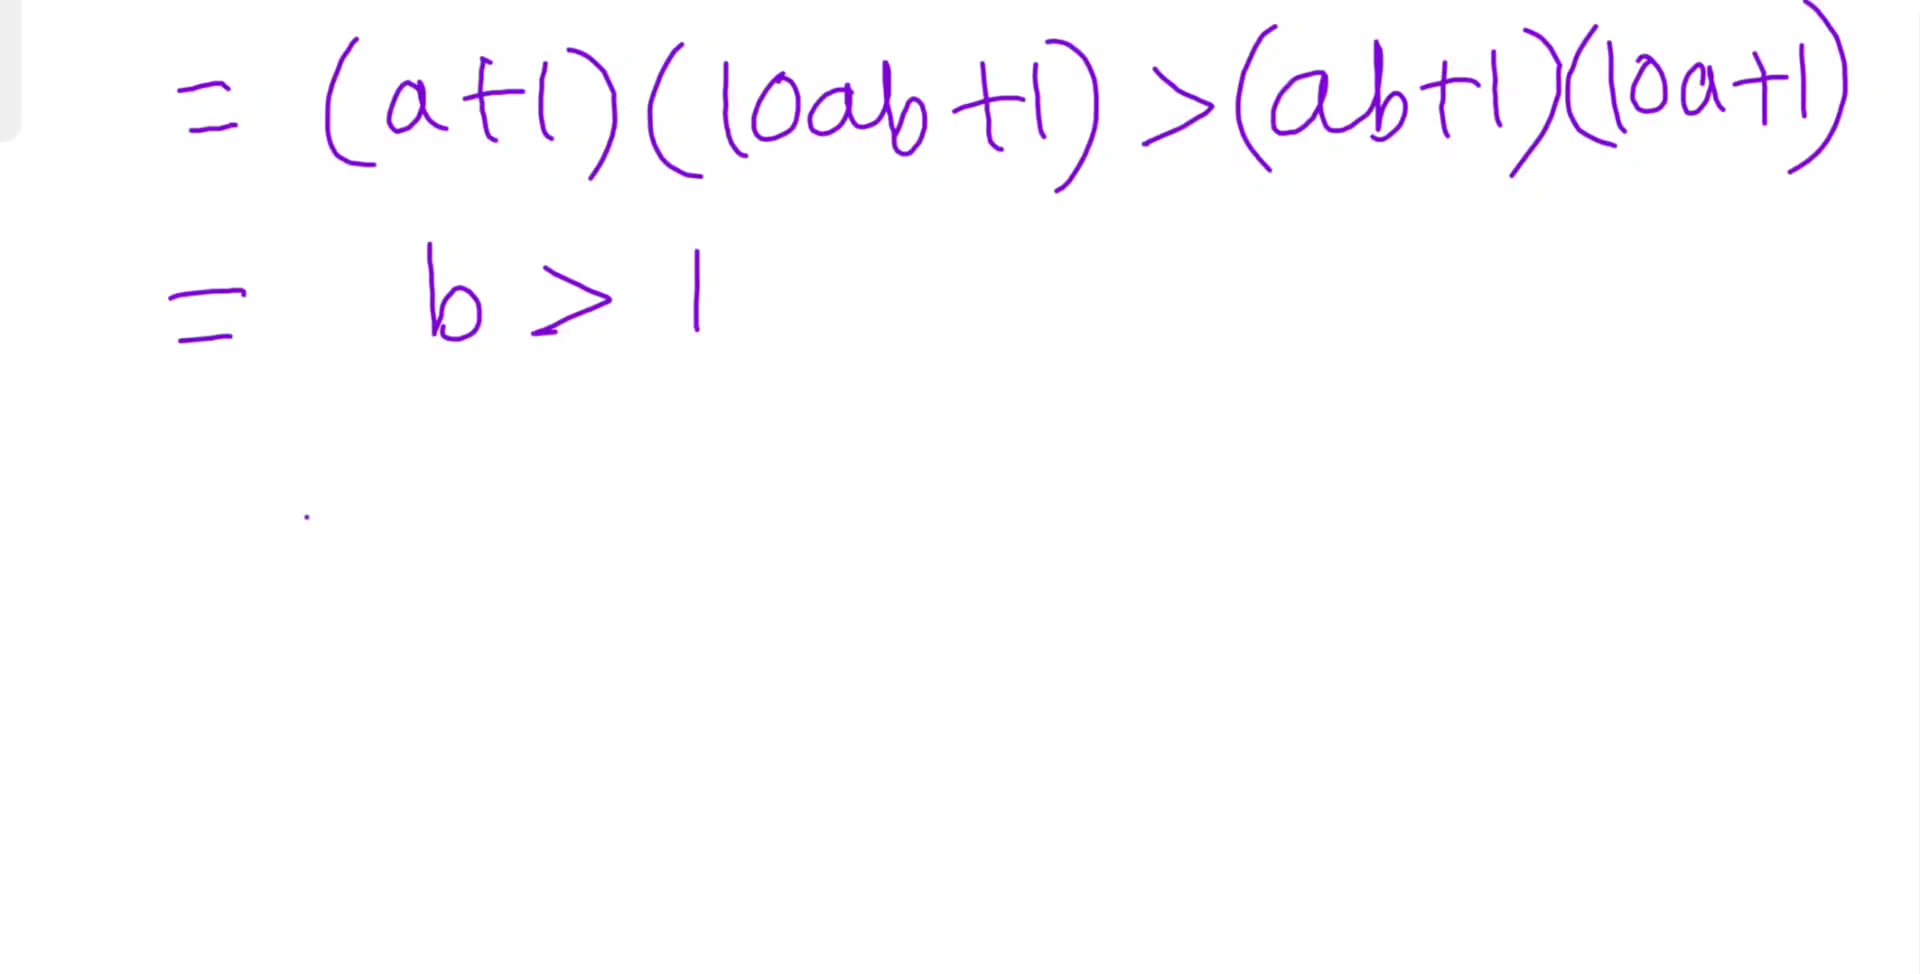 = (a+1)(10ab+1) > (ab+1)(10a+1)
= b > 1